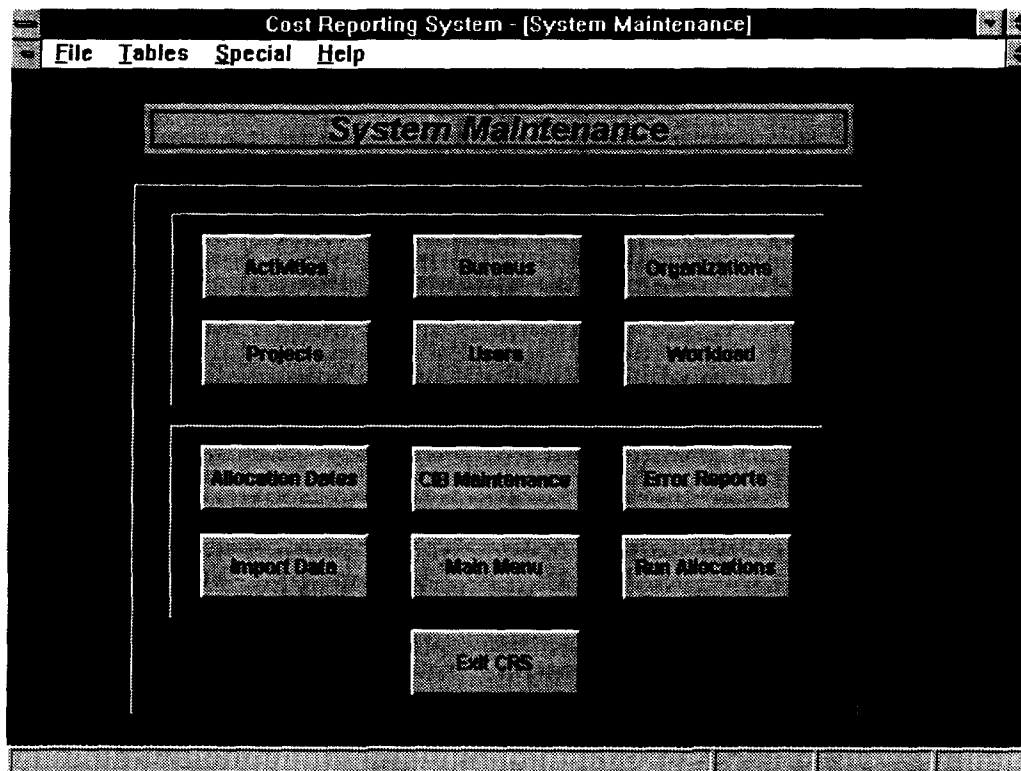 Cost Reporting System - [System Maintenance]
File Tables Special Help
System Maintenance
Activities Bureaus Organizations
Projects Users Workload
Allocation Dates CIB Maintenance Error Reports
Import Data Main Menu Run Allocations
Exit CRS